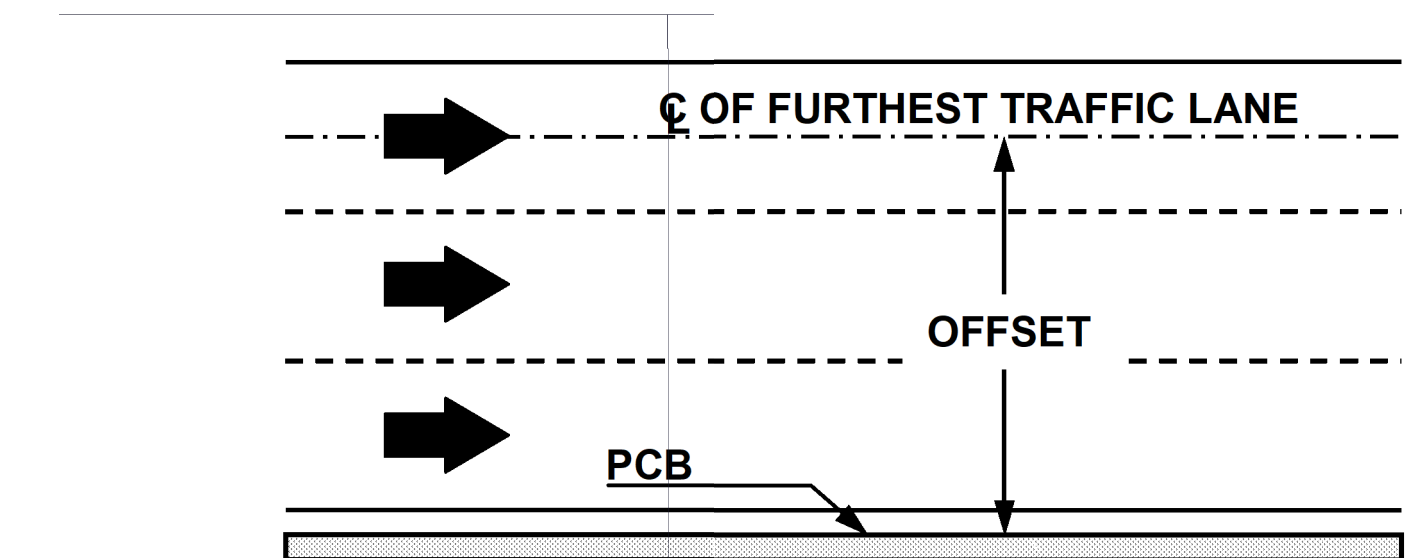 ℄ OF FURTHEST TRAFFIC LANE
OFFSET
PCB